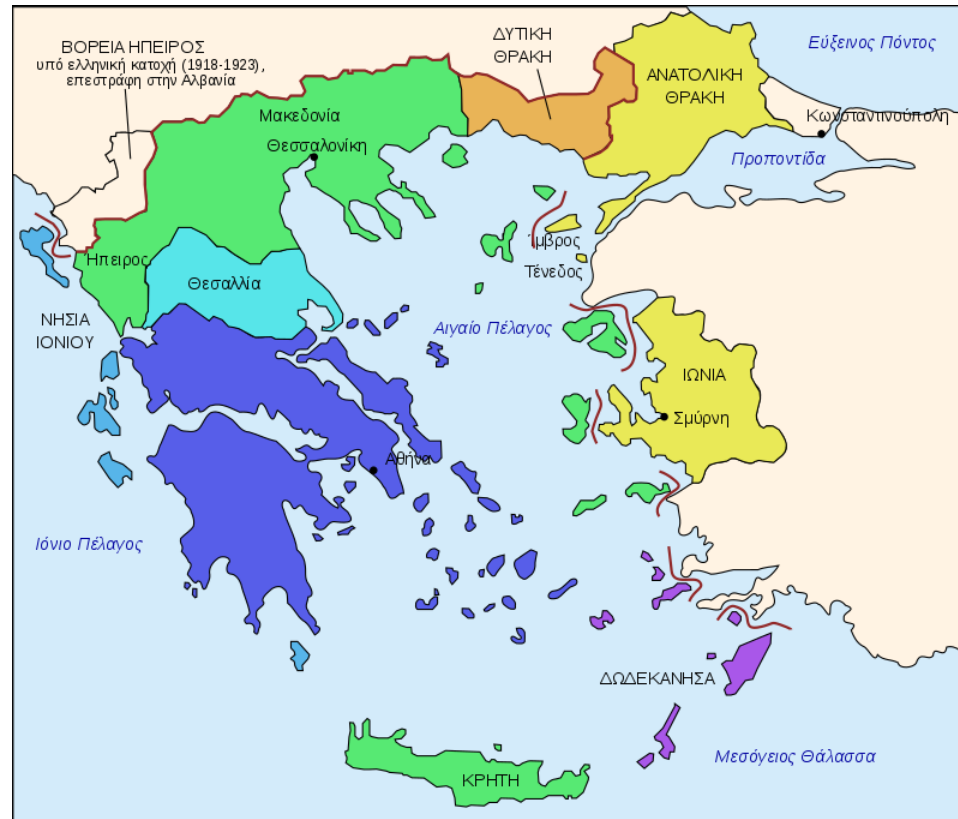 ΒΟΡΕΙΑ ΗΠΕΙΡΟΣ
υπό ελληνική κατοχή (1918-1923),
επεστράφη στην Αλβανία
ΔΥΤΙΚΗ
ΘΡΑΚΗ
Εύξεινος Πόντος
ΑΝΑΤΟΛΙΚΗ
ΘΡΑΚΗ
Κωνσταντινούπολη
Μακεδονία
Θεσσαλονίκη
Προποντίδα
Ήπειρος
Ίμβρος
Τένεδος
Θεσαλλία
ΝΗΣΙΑ
ΙΟΝΙΟΥ
Αιγαίο Πέλαγος
ΙΩΝΙΑ
Σμύρνη
Αθήνα
Ιόνιο Πέλαγος
ΔΩΔΕΚΑΝΗΣΑ
Μεσόγειος Θάλασσα
ΚΡΗΤΗ